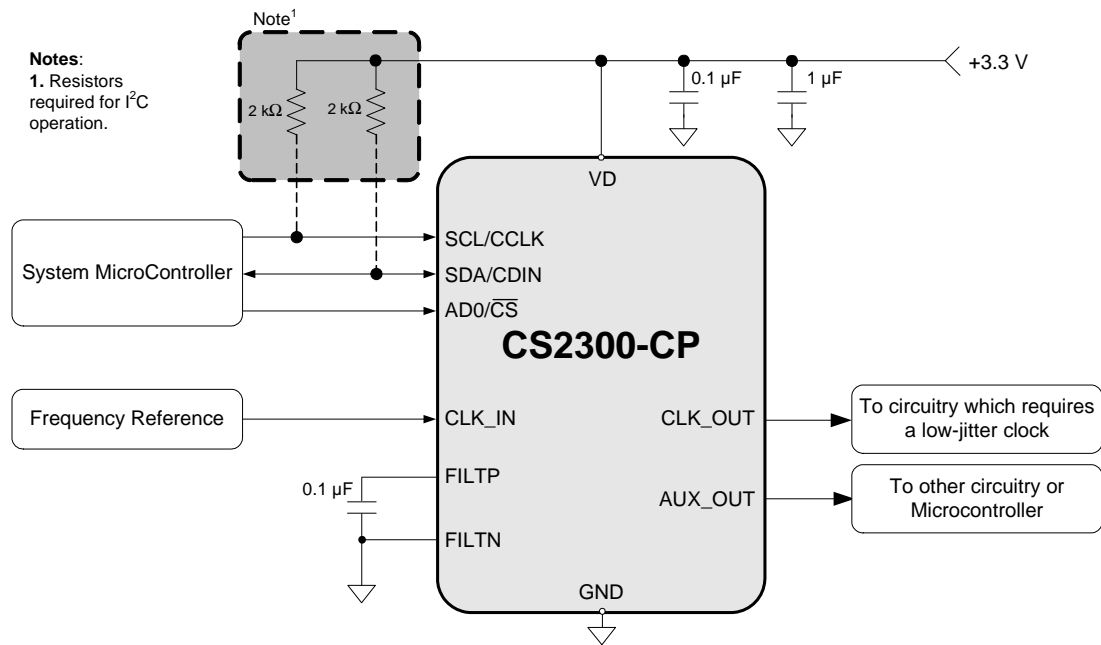 Note¹
Notes:
1. Resistors
required for I²C
operation.
+3.3 V
0.1 µF
1 µF
2 kΩ
2 kΩ
VD
SCL/CCLK
System MicroController
SDA/CDIN
AD0/C̅S̅
CS2300-CP
Frequency Reference
CLK_IN
CLK_OUT
To circuitry which requires
a low-jitter clock
0.1 µF
FILTP
AUX_OUT
To other circuitry or
Microcontroller
FILTN
GND